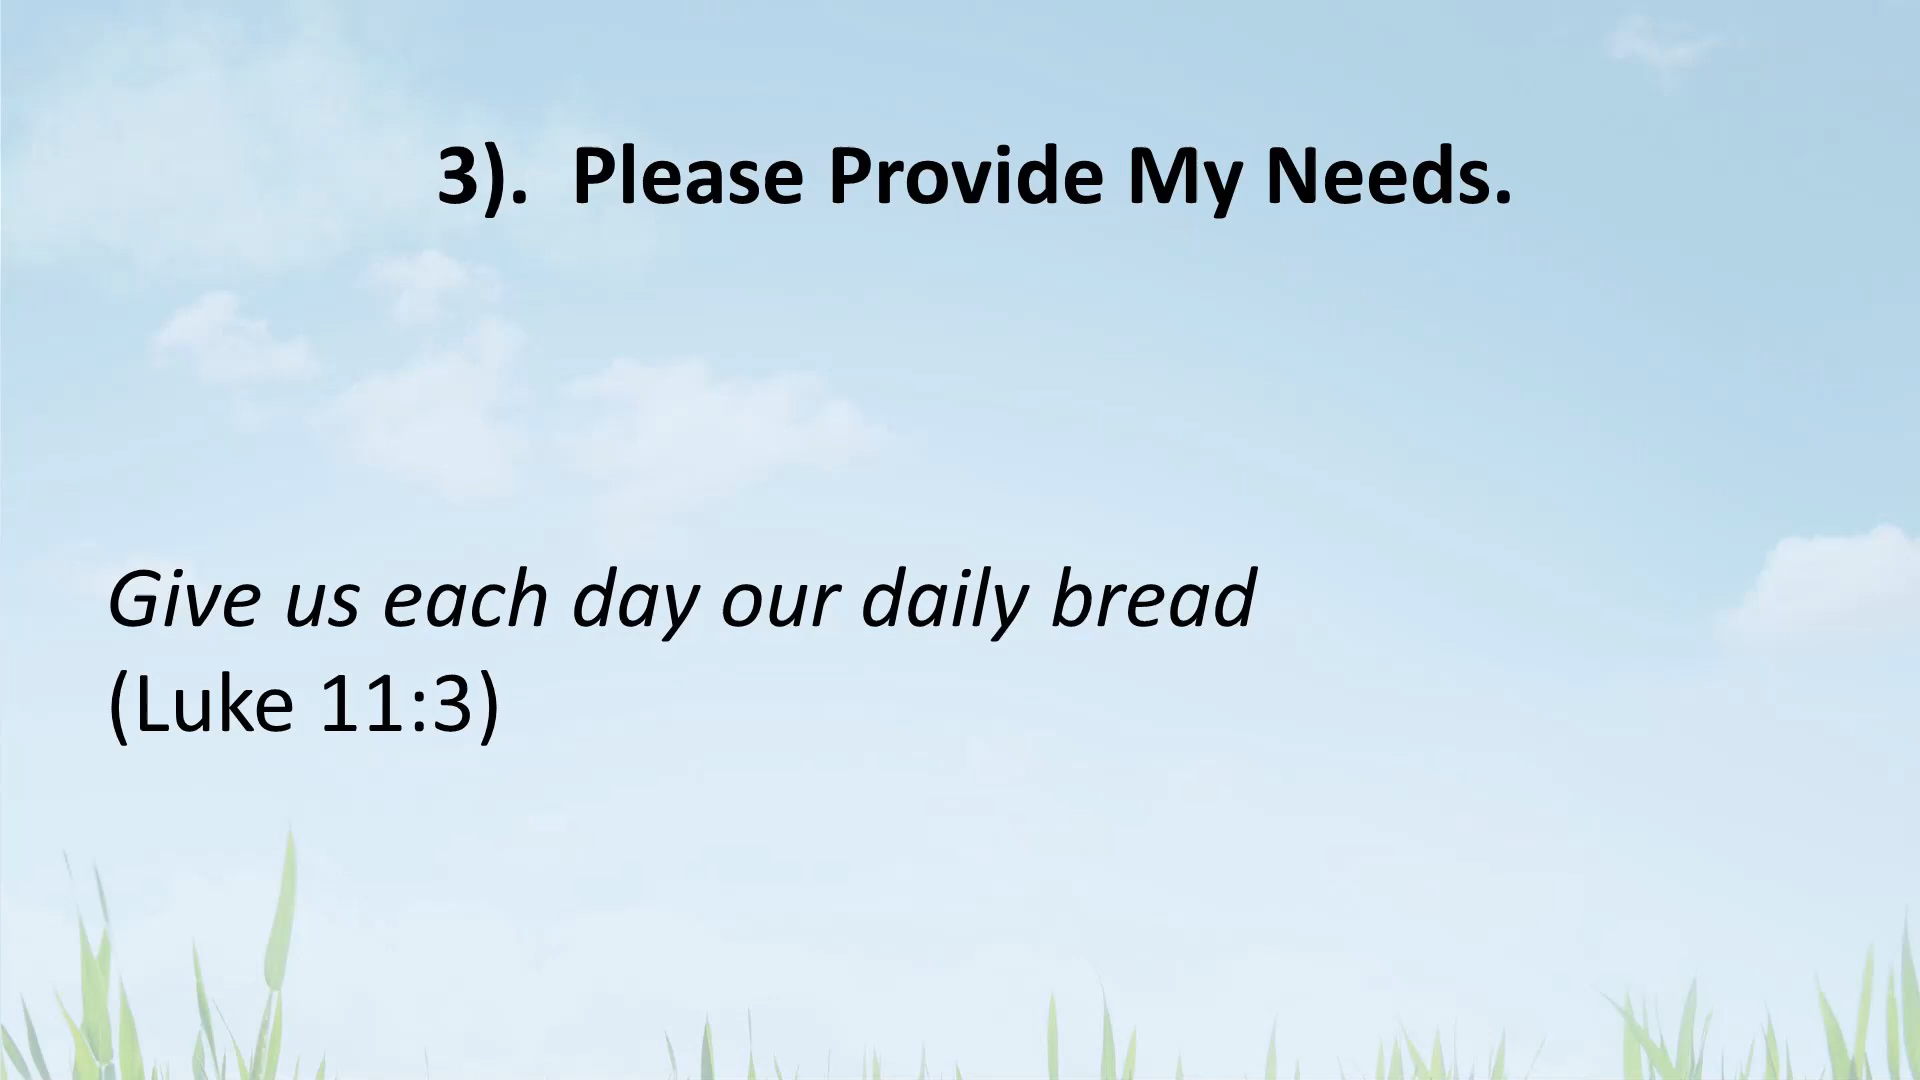 3).  Please Provide My Needs.
Give us each day our daily bread
(Luke 11:3)